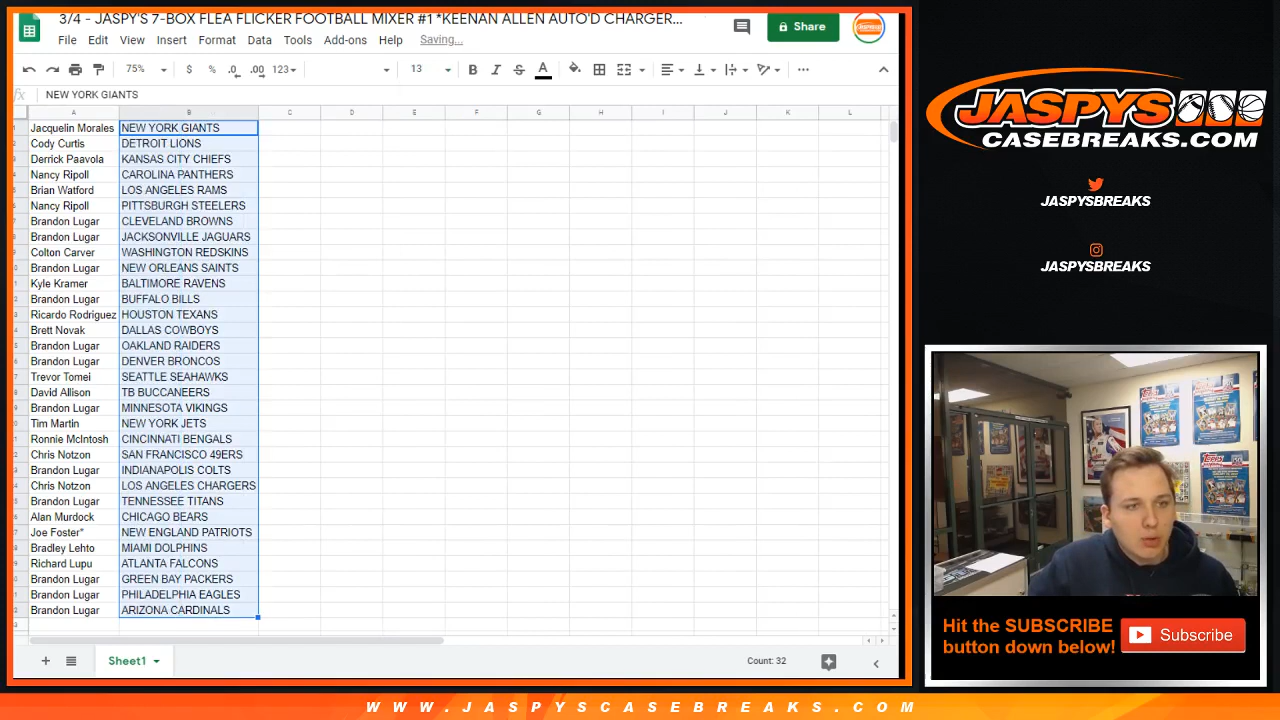 3/4 - JASPY'S 7-BOX FLEA FLICKER FOOTBALL MIXER #1 *KEENAN ALLEN AUTO'D CHARGER...
File Edit View Insert Format Data Tools Add-ons Help Saving...
Share
75% $ % .0 .00 123 13 B I S A
fx NEW YORK GIANTS
A B C D E F G H I J K L
Jacquelin Morales NEW YORK GIANTS
Cody Curtis DETROIT LIONS
Derrick Paavola KANSAS CITY CHIEFS
Nancy Ripoll CAROLINA PANTHERS
Brian Watford LOS ANGELES RAMS
Nancy Ripoll PITTSBURGH STEELERS
Brandon Lugar CLEVELAND BROWNS
Brandon Lugar JACKSONVILLE JAGUARS
Colton Carver WASHINGTON REDSKINS
Brandon Lugar NEW ORLEANS SAINTS
Kyle Kramer BALTIMORE RAVENS
Brandon Lugar BUFFALO BILLS
Ricardo Rodriguez HOUSTON TEXANS
Brett Novak DALLAS COWBOYS
Brandon Lugar OAKLAND RAIDERS
Brandon Lugar DENVER BRONCOS
Trevor Tomei SEATTLE SEAHAWKS
David Allison TB BUCCANEERS
Brandon Lugar MINNESOTA VIKINGS
Tim Martin NEW YORK JETS
Ronnie McIntosh CINCINNATI BENGALS
Chris Notzon SAN FRANCISCO 49ERS
Brandon Lugar INDIANAPOLIS COLTS
Chris Notzon LOS ANGELES CHARGERS
Brandon Lugar TENNESSEE TITANS
Alan Murdock CHICAGO BEARS
Joe Foster" NEW ENGLAND PATRIOTS
Bradley Lehto MIAMI DOLPHINS
Richard Lupu ATLANTA FALCONS
Brandon Lugar GREEN BAY PACKERS
Brandon Lugar PHILADELPHIA EAGLES
Brandon Lugar ARIZONA CARDINALS
Sheet1
Count: 32
JASPYS
CASEBREAKS.COM
JASPYSBREAKS
JASPYSBREAKS
Topps
Topps
Hit the SUBSCRIBE
button down below!
Subscribe
WWW.JASPYSCASEBREAKS.COM